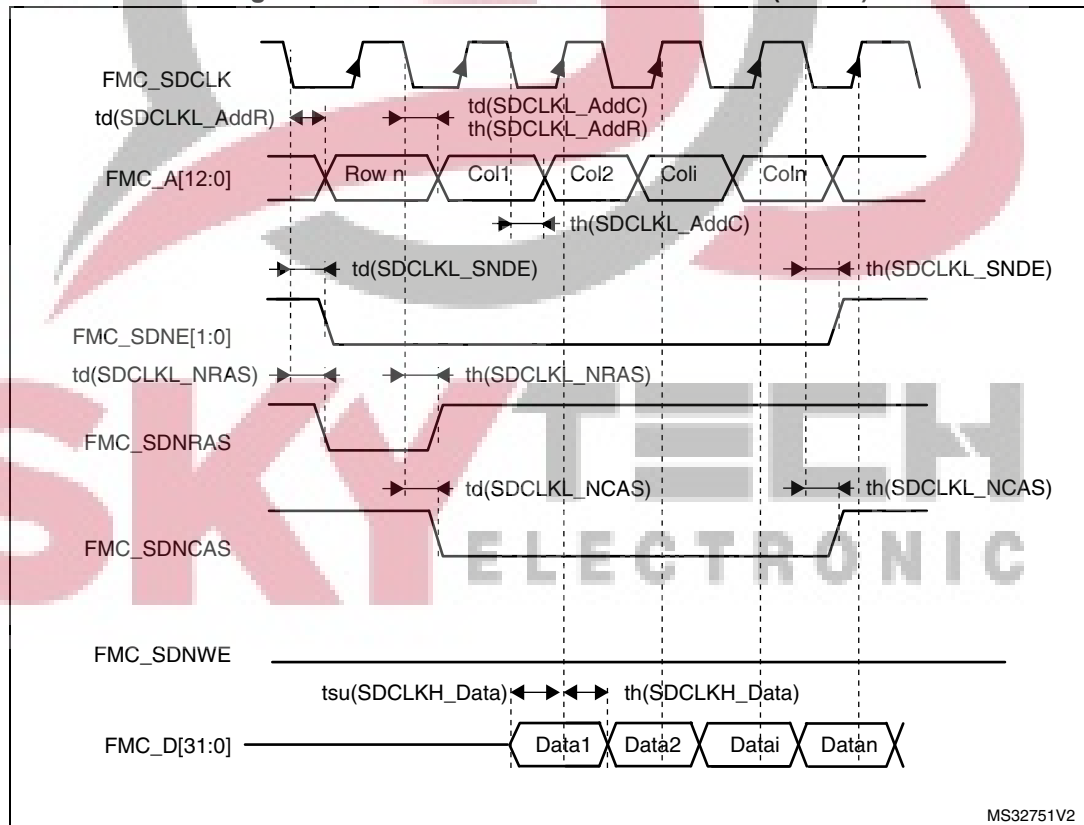 FMC_SDCLK
td(SDCLKL_AddR)
td(SDCLKL_AddC)
th(SDCLKL_AddR)
FMC_A[12:0]
Row n
Col1
Col2
Coli
Coln
th(SDCLKL_AddC)
td(SDCLKL_SNDE)
th(SDCLKL_SNDE)
FMC_SDNE[1:0]
td(SDCLKL_NRAS)
th(SDCLKL_NRAS)
FMC_SDNRAS
td(SDCLKL_NCAS)
th(SDCLKL_NCAS)
FMC_SDNCAS
SKY TECH
ELECTRONIC
FMC_SDNWE
tsu(SDCLKH_Data)
th(SDCLKH_Data)
FMC_D[31:0]
Data1
Data2
Datai
Datan
MS32751V2